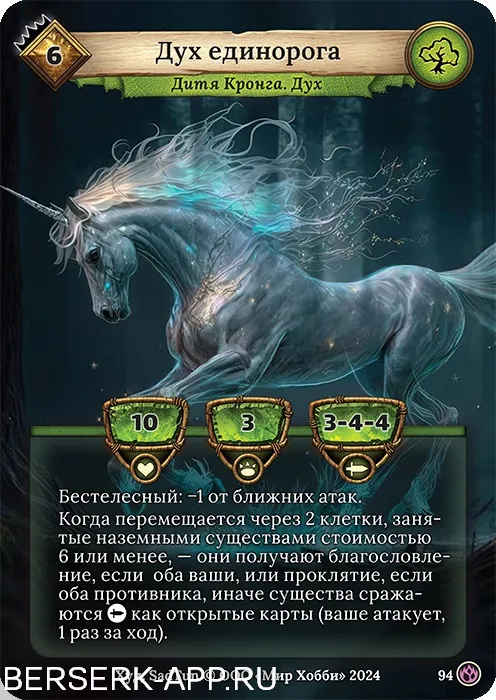 6
Дух единорога
Дитя Кронга. Дух
10
3
3-4-4
Бестелесный: −1 от ближних атак.
Когда перемещается через 2 клетки, заня-
тые наземными существами стоимостью
6 или менее, — они получают благословле-
ние, если оба ваши, или проклятие, если
оба противника, иначе существа сража-
ются как открытые карты (ваше атакует,
1 раз за ход).
ООО «Мир Хобби» 2024
94
BERSERK-APP.RU